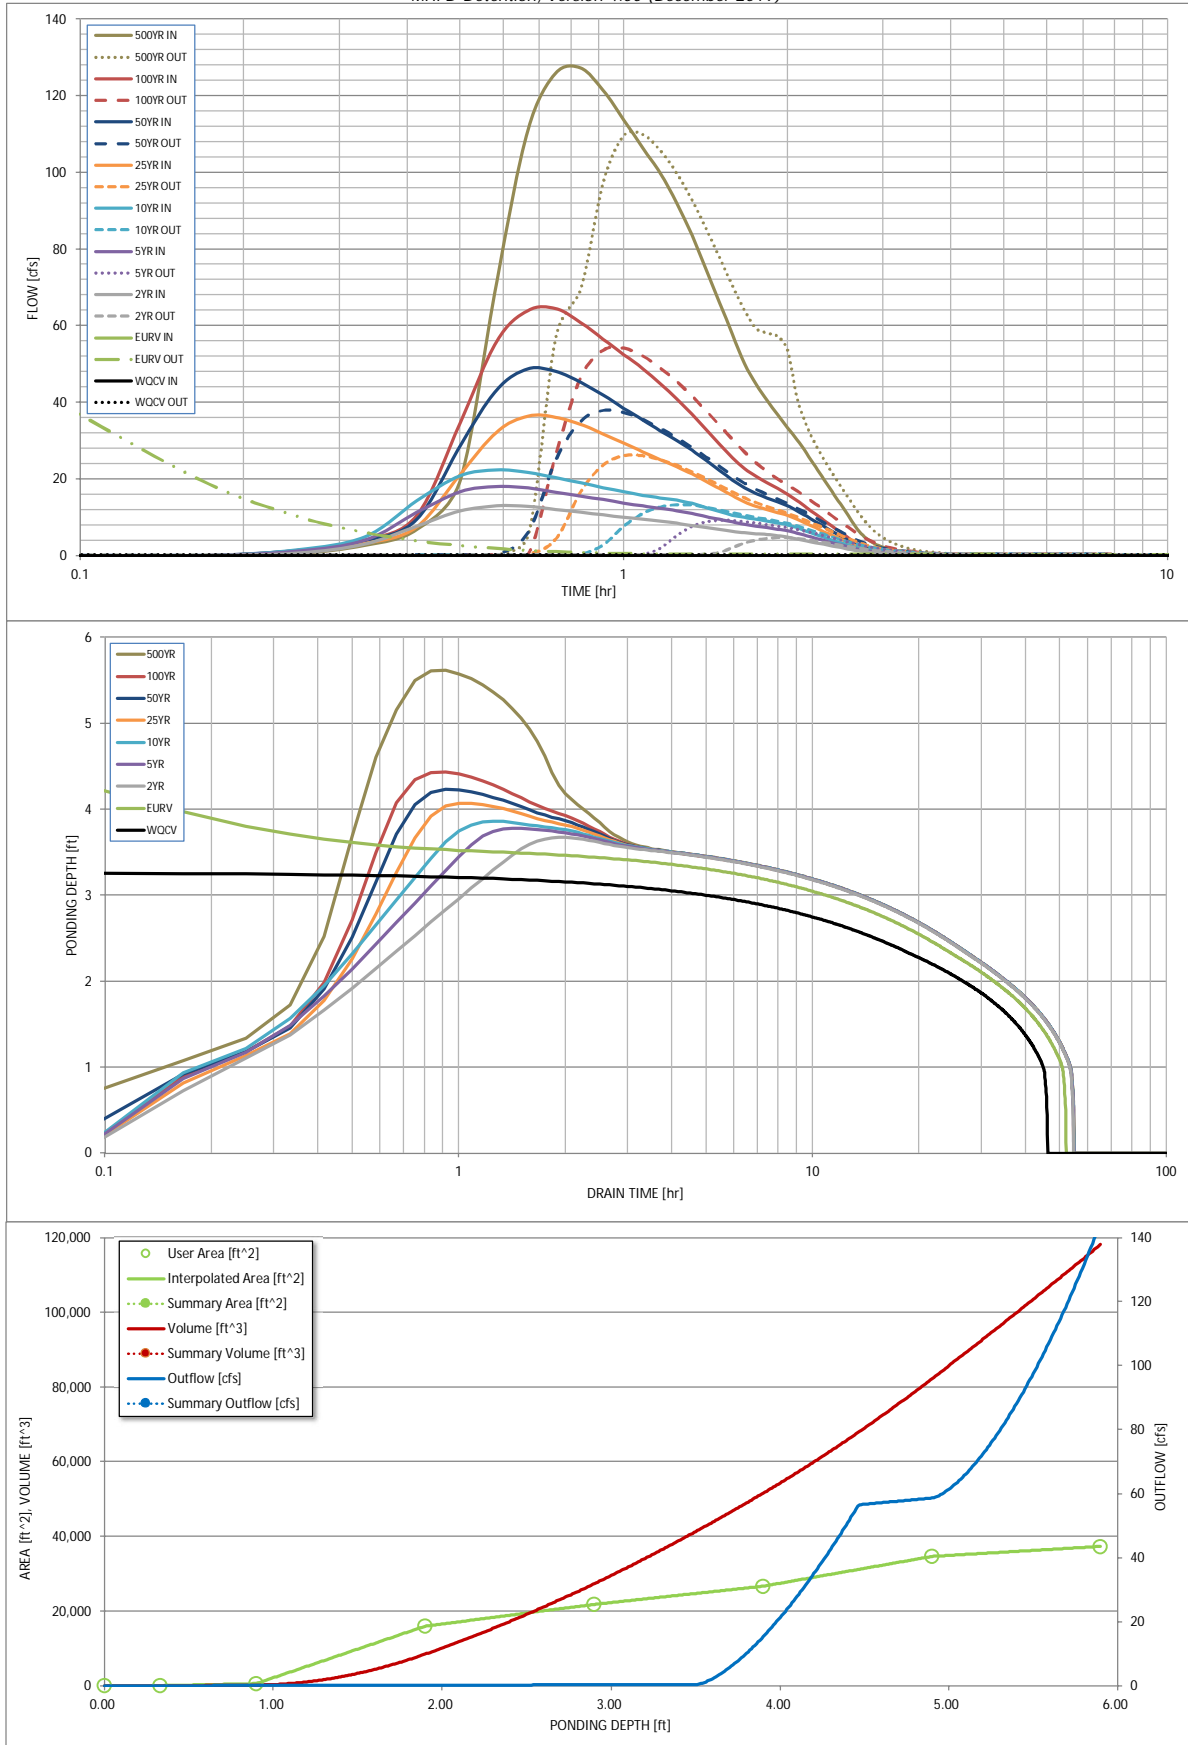 MHFD-Detention, Version 4.06 (December 2017)
140
120
100
80
60
40
20
0
FLOW [cfs]
500YR IN
500YR OUT
100YR IN
100YR OUT
50YR IN
50YR OUT
25YR IN
25YR OUT
10YR IN
10YR OUT
5YR IN
5YR OUT
2YR IN
2YR OUT
EURV IN
EURV OUT
WQCV IN
WQCV OUT
0.1 1 10
TIME [hr]
6
5
4
3
2
1
0
PONDING DEPTH [ft]
500YR
100YR
50YR
25YR
10YR
5YR
2YR
EURV
WQCV
0.1 1 10 100
DRAIN TIME [hr]
120,000
100,000
80,000
60,000
40,000
20,000
0
AREA [ft^2], VOLUME [ft^3]
User Area [ft^2]
Interpolated Area [ft^2]
Summary Area [ft^2]
Volume [ft^3]
Summary Volume [ft^3]
Outflow [cfs]
Summary Outflow [cfs]
140
120
100
80
60
40
20
0
OUTFLOW [cfs]
0.00 1.00 2.00 3.00 4.00 5.00 6.00
PONDING DEPTH [ft]